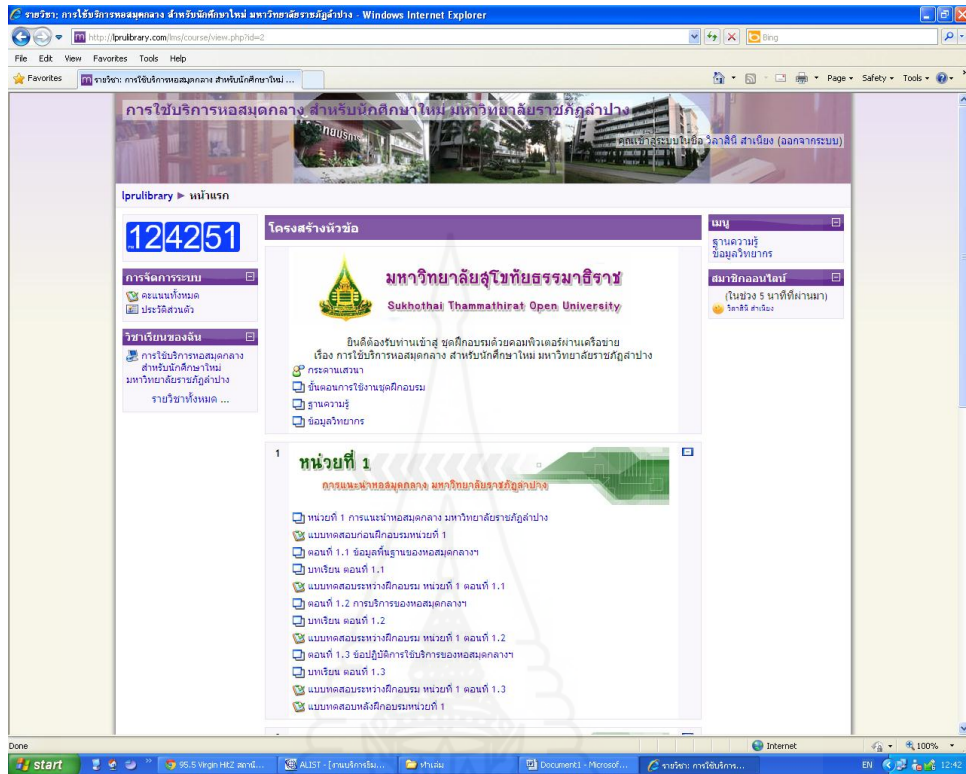 รายวิชา: การใช้บริการหอสมุดกลาง สำหรับนักศึกษาใหม่ มหาวิทยาลัยราชภัฏลำปาง - Windows Internet Explorer
http://lprulibrary.com/lms/course/view.php?id=2
Bing
File Edit View Favorites Tools Help
Favorites
รายวิชา: การใช้บริการหอสมุดกลาง สำหรับนักศึกษาใหม่ ...
Page Safety Tools
การใช้บริการหอสมุดกลาง สำหรับนักศึกษาใหม่ มหาวิทยาลัยราชภัฏลำปาง
คุณเข้าสู่ระบบในชื่อ วิลาสินี สำเนียง (ออกจากระบบ)
lprulibrary ► หน้าแรก
124251
การจัดการระบบ
คะแนนทั้งหมด
ประวัติส่วนตัว
วิชาเรียนของฉัน
การใช้บริการหอสมุดกลาง
สำหรับนักศึกษาใหม่
มหาวิทยาลัยราชภัฏลำปาง
รายวิชาทั้งหมด ...
โครงสร้างหัวข้อ
มหาวิทยาลัยสุโขทัยธรรมาธิราช
Sukhothai Thammathirat Open University
ยินดีต้องรับท่านเข้าสู่ ชุดฝึกอบรมด้วยคอมพิวเตอร์ผ่านเครือข่าย
เรื่อง การใช้บริการหอสมุดกลาง สำหรับนักศึกษาใหม่ มหาวิทยาลัยราชภัฏลำปาง
กระดานเสวนา
ขั้นตอนการใช้งานชุดฝึกอบรม
ฐานความรู้
ข้อมูลวิทยากร
1
หน่วยที่ 1
การแนะนำหอสมุดกลาง มหาวิทยาลัยราชภัฏลำปาง
หน่วยที่ 1 การแนะนำหอสมุดกลาง มหาวิทยาลัยราชภัฏลำปาง
แบบทดสอบก่อนฝึกอบรมหน่วยที่ 1
ตอนที่ 1.1 ข้อมูลพื้นฐานของหอสมุดกลางฯ
บทเรียน ตอนที่ 1.1
แบบทดสอบระหว่างฝึกอบรม หน่วยที่ 1 ตอนที่ 1.1
ตอนที่ 1.2 การบริการของหอสมุดกลางฯ
บทเรียน ตอนที่ 1.2
แบบทดสอบระหว่างฝึกอบรม หน่วยที่ 1 ตอนที่ 1.2
ตอนที่ 1.3 ข้อปฏิบัติการใช้บริการของหอสมุดกลางฯ
บทเรียน ตอนที่ 1.3
แบบทดสอบระหว่างฝึกอบรม หน่วยที่ 1 ตอนที่ 1.3
แบบทดสอบหลังฝึกอบรมหน่วยที่ 1
เมนู
ฐานความรู้
ข้อมูลวิทยากร
สมาชิกออนไลน์
(ในช่วง 5 นาทีที่ผ่านมา)
วิลาสินี สำเนียง
Done
Internet
100%
start
95.5 Virgin HitZ สถานี...
ALIST - [งานบริการยืม...
ทำเล่ม
Document1 - Microsof...
รายวิชา: การใช้บริการ...
EN
12:42